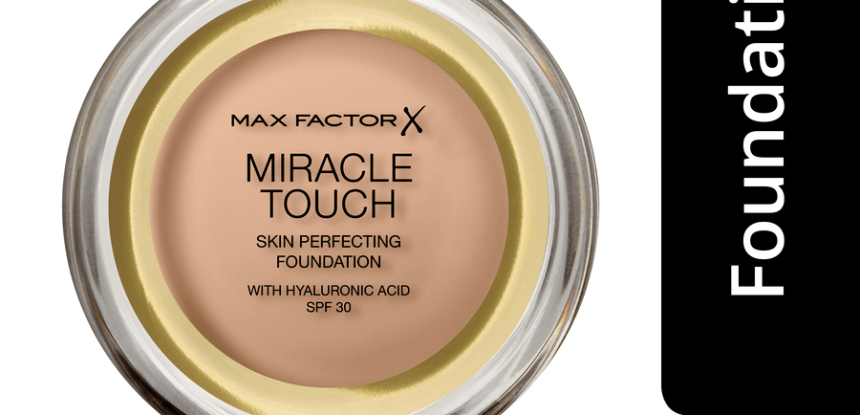 MAX FACTOR X
MIRACLE
TOUCH
SKIN PERFECTING
FOUNDATION
WITH HYALURONIC ACID
SPF 30
Foundati